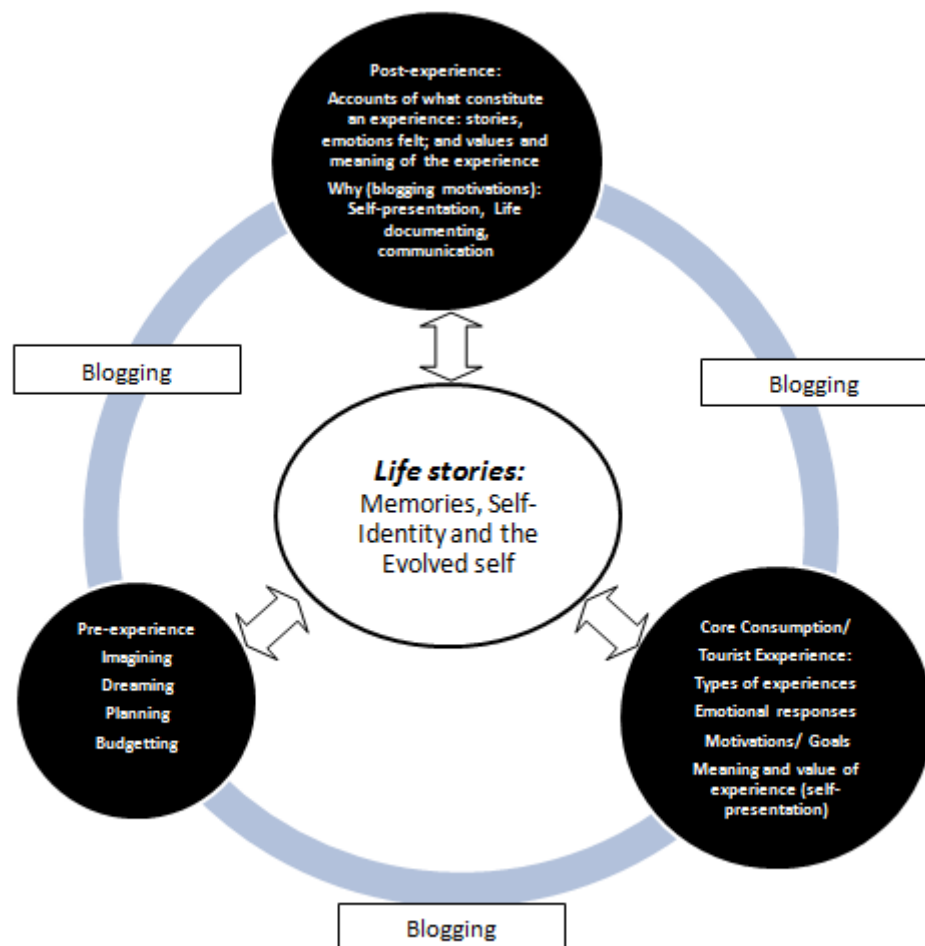 Post-experience:
Accounts of what constitute
an experience: stories,
emotions felt; and values and
meaning of the experience
Why (blogging motivations):
Self-presentation, Life
documenting,
communication
Blogging
Blogging
Life stories:
Memories, Self-
Identity and the
Evolved self
Pre-experience
Imagining
Dreaming
Planning
Budgetting
Core Consumption/
Tourist Exxperience:
Types of experiences
Emotional responses
Motivations/ Goals
Meaning and value of
experience (self-
presentation)
Blogging